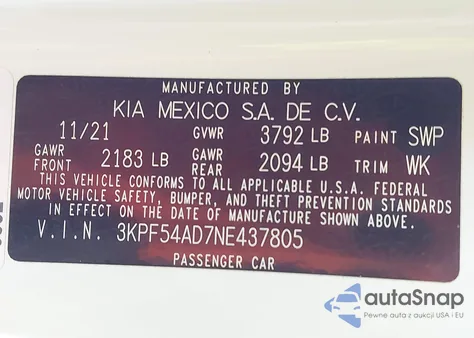 MANUFACTURED BY
KIA MEXICO S.A. DE C.V.
11/21 GVWR 3792 LB PAINT SWP
GAWR FRONT 2183 LB GAWR REAR 2094 LB TRIM WK
THIS VEHICLE CONFORMS TO ALL APPLICABLE U.S.A. FEDERAL
MOTOR VEHICLE SAFETY, BUMPER, AND THEFT PREVENTION STANDARDS
IN EFFECT ON THE DATE OF MANUFACTURE SHOWN ABOVE.
V.I.N. 3KPF54AD7NE437805
PASSENGER CAR
autaSnap
Pewne auta z aukcji USA i EU